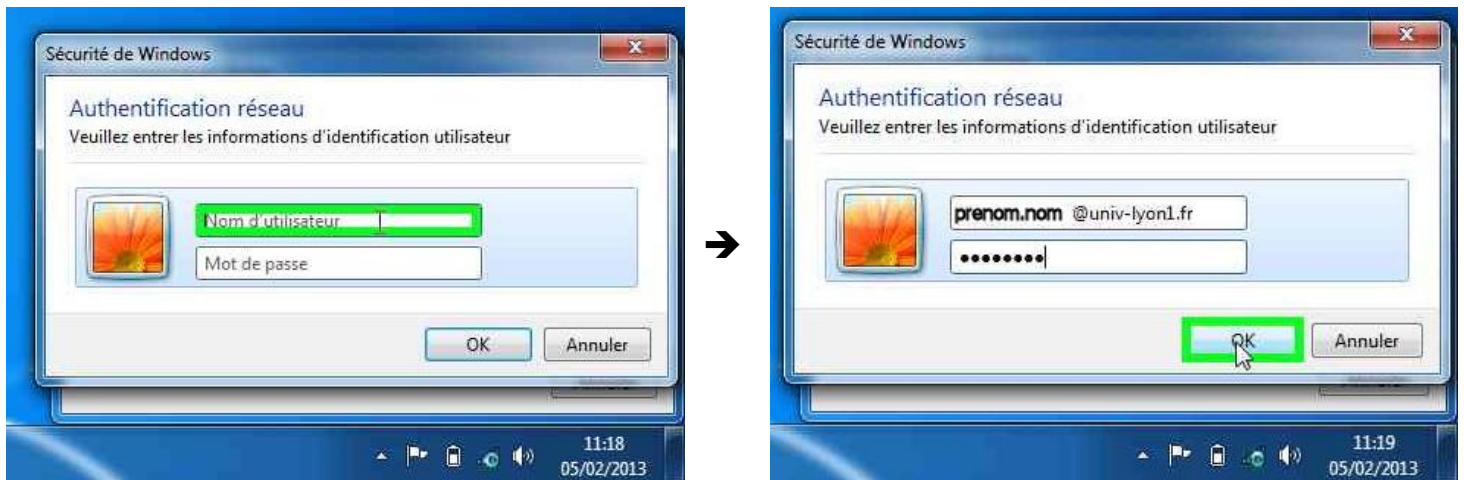 Sécurité de Windows
Authentification réseau
Veuillez entrer les informations d'identification utilisateur
Nom d'utilisateur
Mot de passe
OK
Annuler
11:18
05/02/2013
➔
Sécurité de Windows
Authentification réseau
Veuillez entrer les informations d'identification utilisateur
prenom.nom @univ-lyon1.fr
••••••••
OK
Annuler
11:19
05/02/2013